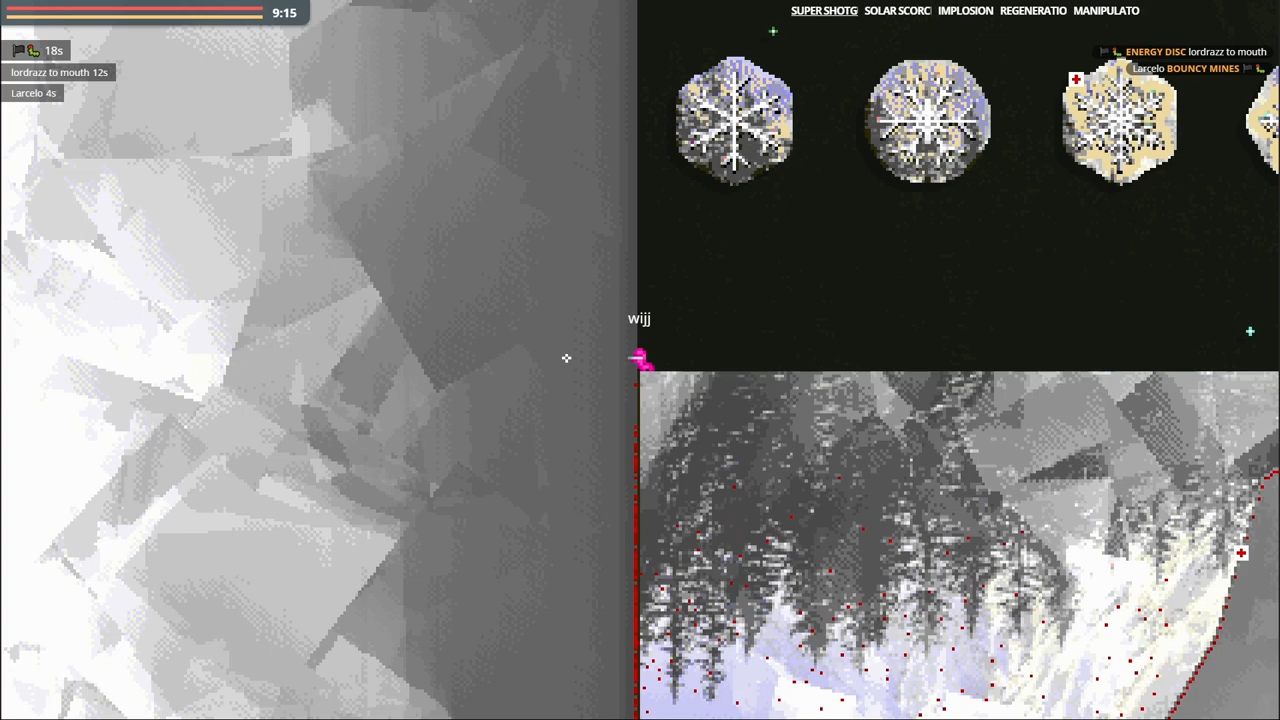 9:15
18s
lordrazz to mouth 12s
Larcelo 4s
SUPER SHOTG SOLAR SCORC IMPLOSION REGENERATIO MANIPULATO
ENERGY DISC lordrazz to mouth
Larcelo BOUNCY MINES
wijj